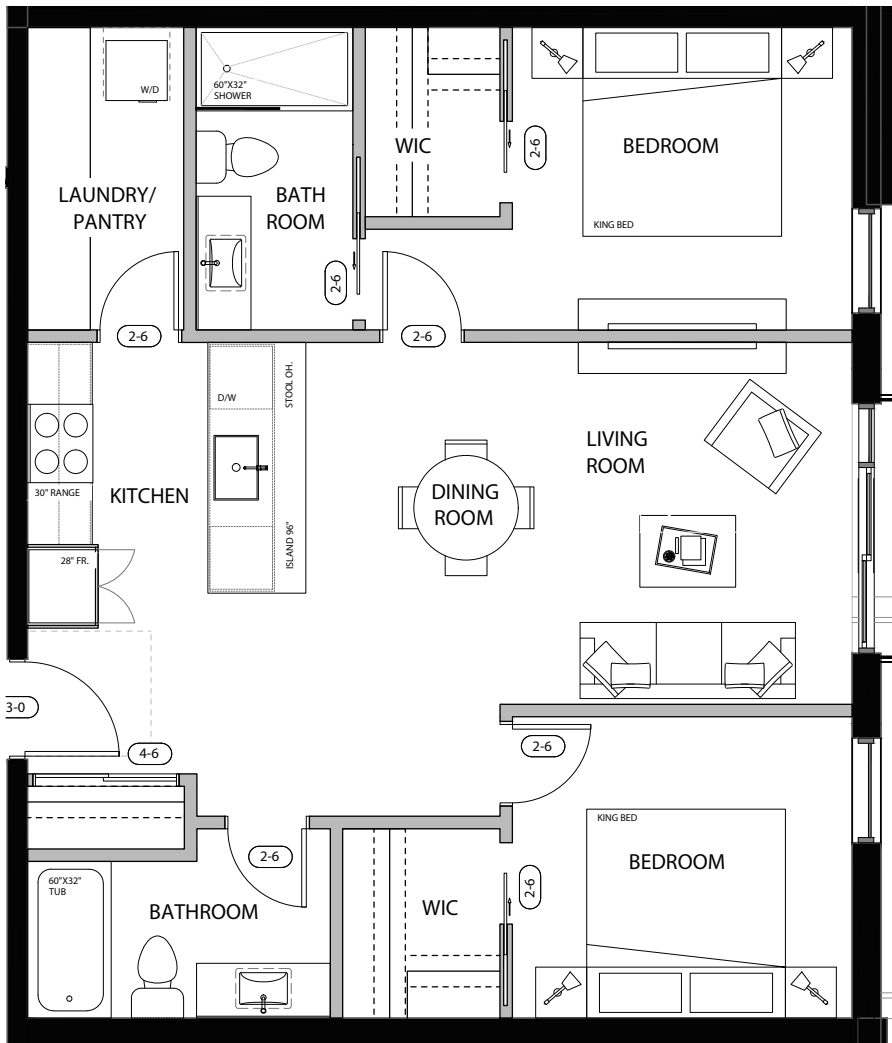 W/D
60"X32"
SHOWER
WIC
2-6
BEDROOM
LAUNDRY/
PANTRY
BATH
ROOM
KING BED
2-6
2-6
2-6
D/W
STOOL OH.
LIVING
ROOM
30" RANGE
KITCHEN
DINING
ROOM
ISLAND 96"
28" FR.
3-0
4-6
2-6
KING BED
2-6
BEDROOM
60"X32"
TUB
2-6
BATHROOM
WIC